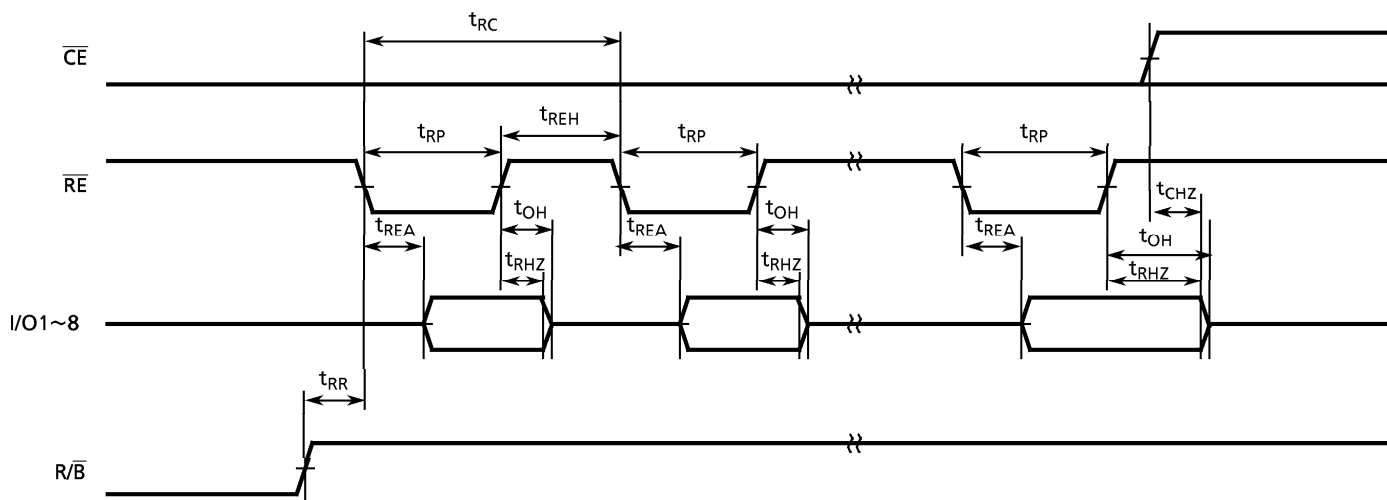 tRC
CE
tRP
tREH
tRP
tRP
RE
tREA
tOH
tREA
tOH
tREA
tCHZ
tOH
tRHZ
tRHZ
tRHZ
I/O1~8
tRR
R/B